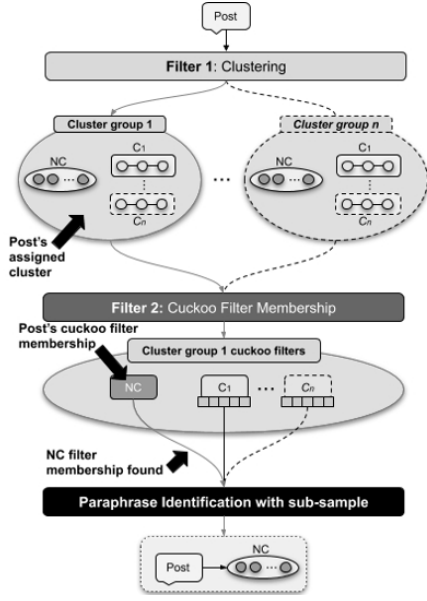 Post
Filter 1: Clustering
Cluster group 1
Cluster group n
NC
C1
Cn
...
NC
C1
Cn
Post's
assigned
cluster
Filter 2: Cuckoo Filter Membership
Post's cuckoo filter
membership
Cluster group 1 cuckoo filters
NC
C1
...
Cn
NC filter
membership found
Paraphrase Identification with sub-sample
Post
NC